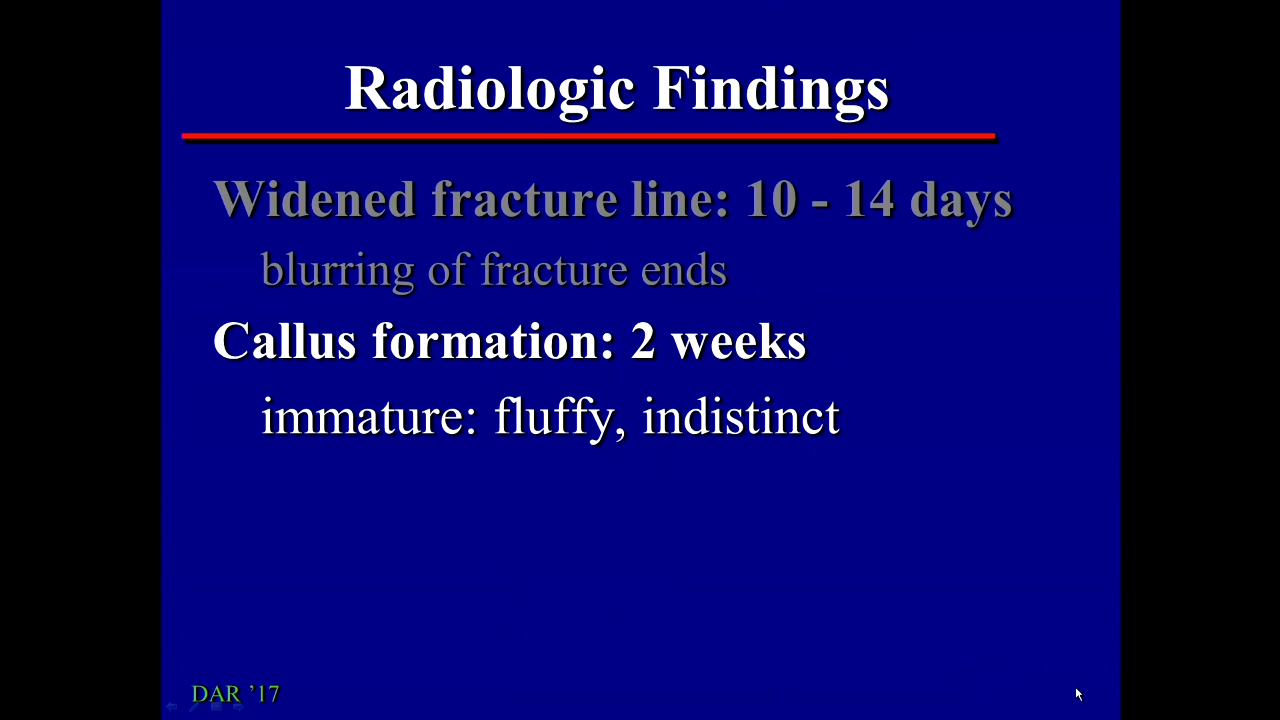 Radiologic Findings
Widened fracture line: 10 - 14 days
blurring of fracture ends
Callus formation: 2 weeks
immature: fluffy, indistinct
DAR ’17